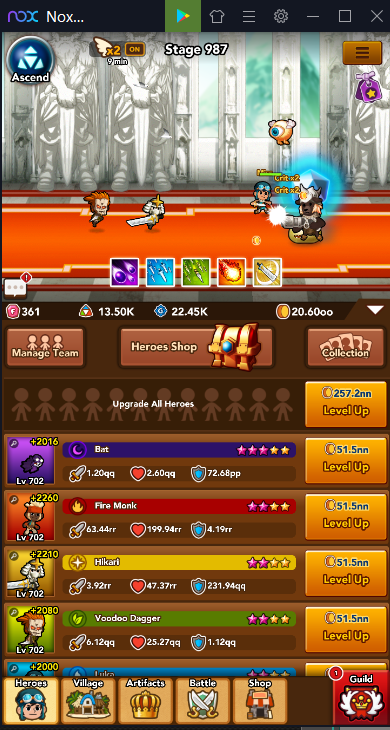 nox Nox...
x2 ON
9 min
Stage 987
Ascend
Crit x2
Crit x2
361 13.50K 22.45K 20.60oo
Manage Team
Heroes Shop
Collection
Upgrade All Heroes
257.2nn
Level Up
+2016
Bat
51.5nn
Lv 702
1.20qq 2.60qq 72.68pp
Level Up
+2260
Fire Monk
51.5nn
Lv 702
63.44rr 199.94rr 4.19rr
Level Up
+2210
Hikari
51.5nn
Lv 702
3.92rr 47.37rr 231.94qq
Level Up
+2080
Voodoo Dagger
51.5nn
Lv 702
6.12qq 25.27qq 1.12qq
Level Up
+2000
Luke
Heroes
Village
Artifacts
Battle
Shop
1
Guild